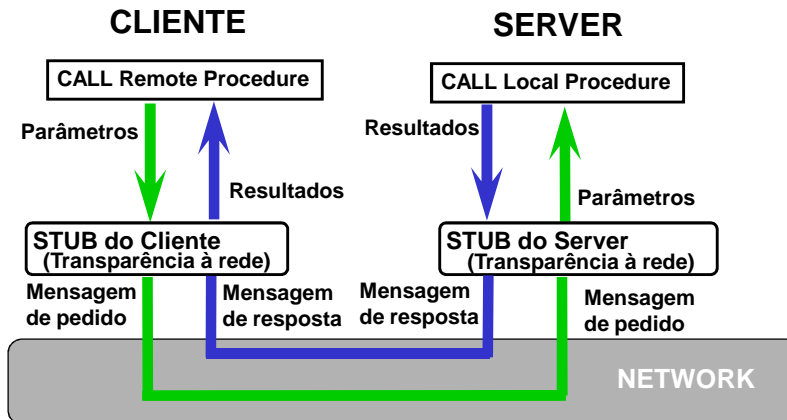 CLIENTE
SERVER
CALL Remote Procedure
CALL Local Procedure
Parâmetros
Resultados
Resultados
Parâmetros
STUB do Cliente
(Transparência à rede)
STUB do Server
(Transparência à rede)
Mensagem
de pedido
Mensagem
de resposta
Mensagem
de resposta
Mensagem
de pedido
NETWORK